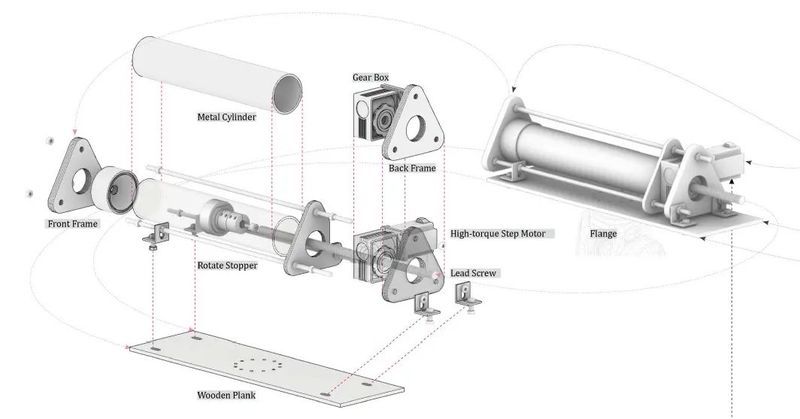 Gear Box
Metal Cylinder
Back Frame
Front Frame
High-torque Step Motor
Flange
Rotate Stopper
Lead Screw
Wooden Plank